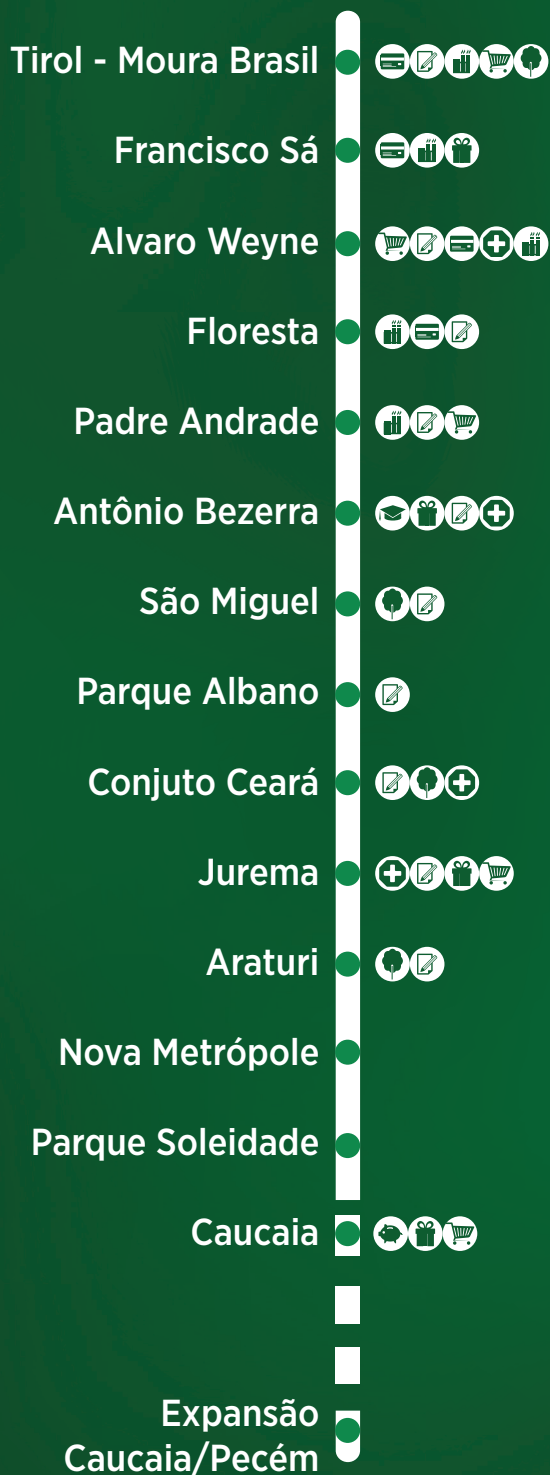 Tirol - Moura Brasil
Francisco Sá
Alvaro Weyne
Floresta
Padre Andrade
Antônio Bezerra
São Miguel
Parque Albano
Conjuto Ceará
Jurema
Araturi
Nova Metrópole
Parque Soleidade
Caucaia
Expansão
Caucaia/Pecém